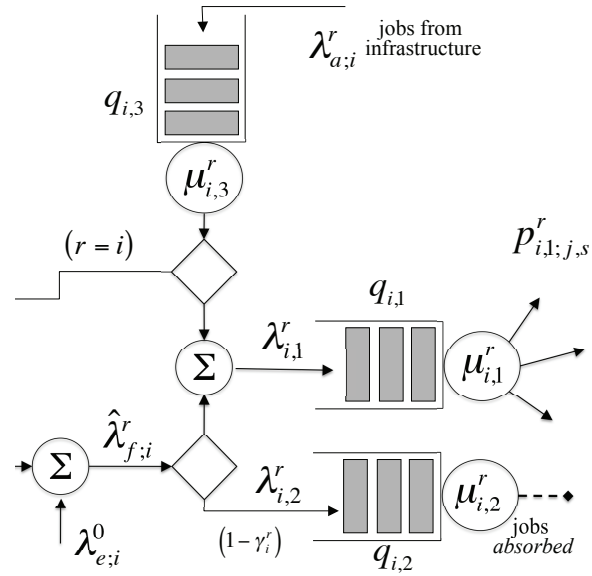 λ^r_{a;i}
jobs from
infrastructure
q_{i,3}
μ^r_{i,3}
(r = i)
p^r_{i,1;j,s}
q_{i,1}
λ^r_{i,1}
Σ
μ^r_{i,1}
λ̂^r_{f;i}
Σ
λ^r_{i,2}
μ^r_{i,2}
λ^0_{e;i}
(1 − γ^r_i)
q_{i,2}
jobs
absorbed